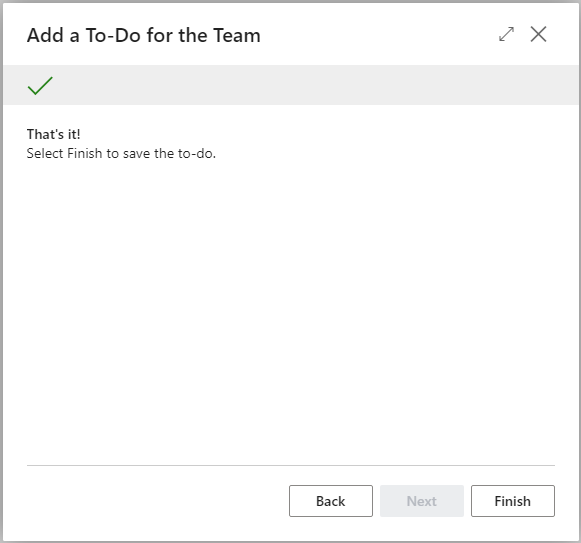 Add a To-Do for the Team
That's it!
Select Finish to save the to-do.
Back
Next
Finish